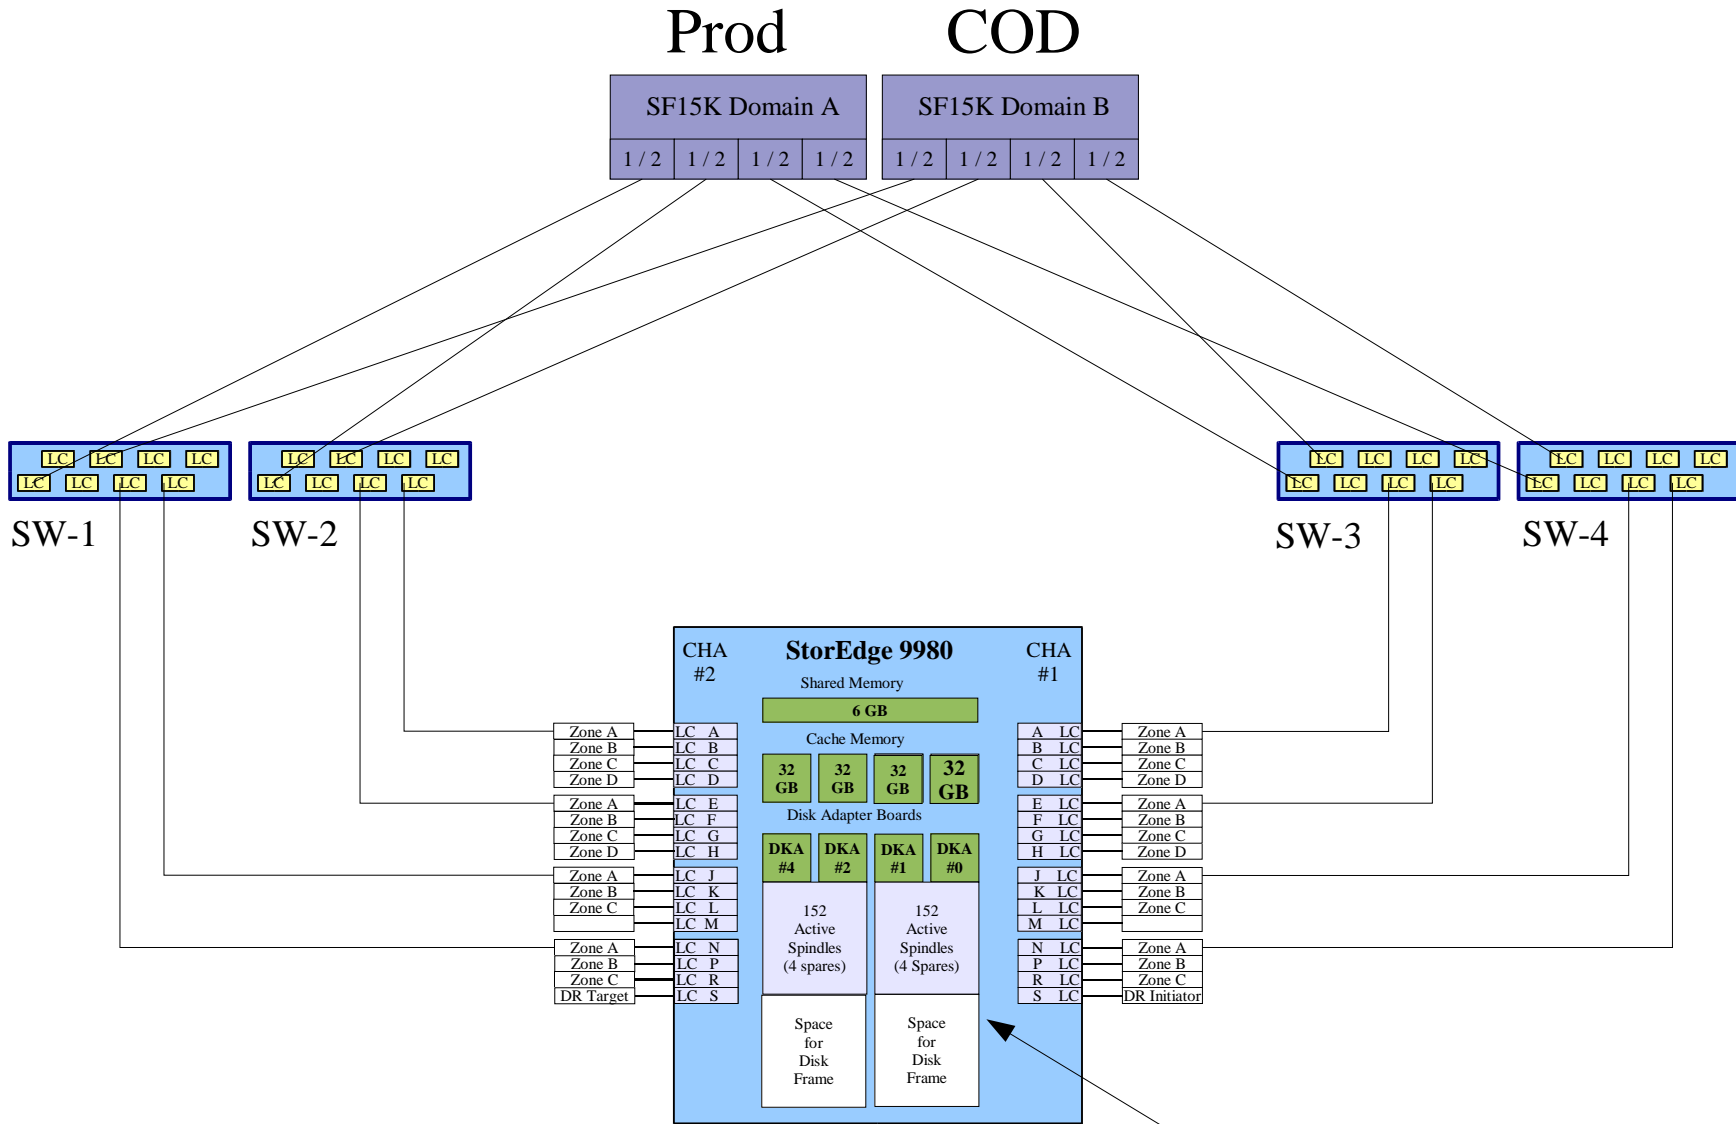 Prod COD
SF15K Domain A SF15K Domain B
1 / 2 1 / 2 1 / 2 1 / 2 1 / 2 1 / 2 1 / 2 1 / 2
LC LC LC LC LC LC LC LC LC LC LC LC LC LC LC LC
LC LC LC LC LC LC LC LC LC LC LC LC LC LC LC LC
SW-1 SW-2 SW-3 SW-4
CHA StorEdge 9980 CHA
#2 #1
Shared Memory
6 GB
Cache Memory
32 32 32 32
GB GB GB GB
Disk Adapter Boards
DKA DKA DKA DKA
#4 #2 #1 #0
152 152
Active Active
Spindles Spindles
(4 spares) (4 Spares)
Space Space
for for
Disk Disk
Frame Frame
Zone A LC A A LC Zone A
Zone B LC B B LC Zone B
Zone C LC C C LC Zone C
Zone D LC D D LC Zone D
Zone A LC E E LC Zone A
Zone B LC F F LC Zone B
Zone C LC G G LC Zone C
Zone D LC H H LC Zone D
Zone A LC J J LC Zone A
Zone B LC K K LC Zone B
Zone C LC L L LC Zone C
LC M M LC
Zone A LC N N LC Zone A
Zone B LC P P LC Zone B
Zone C LC R R LC Zone C
DR Target LC S S LC DR Initiator